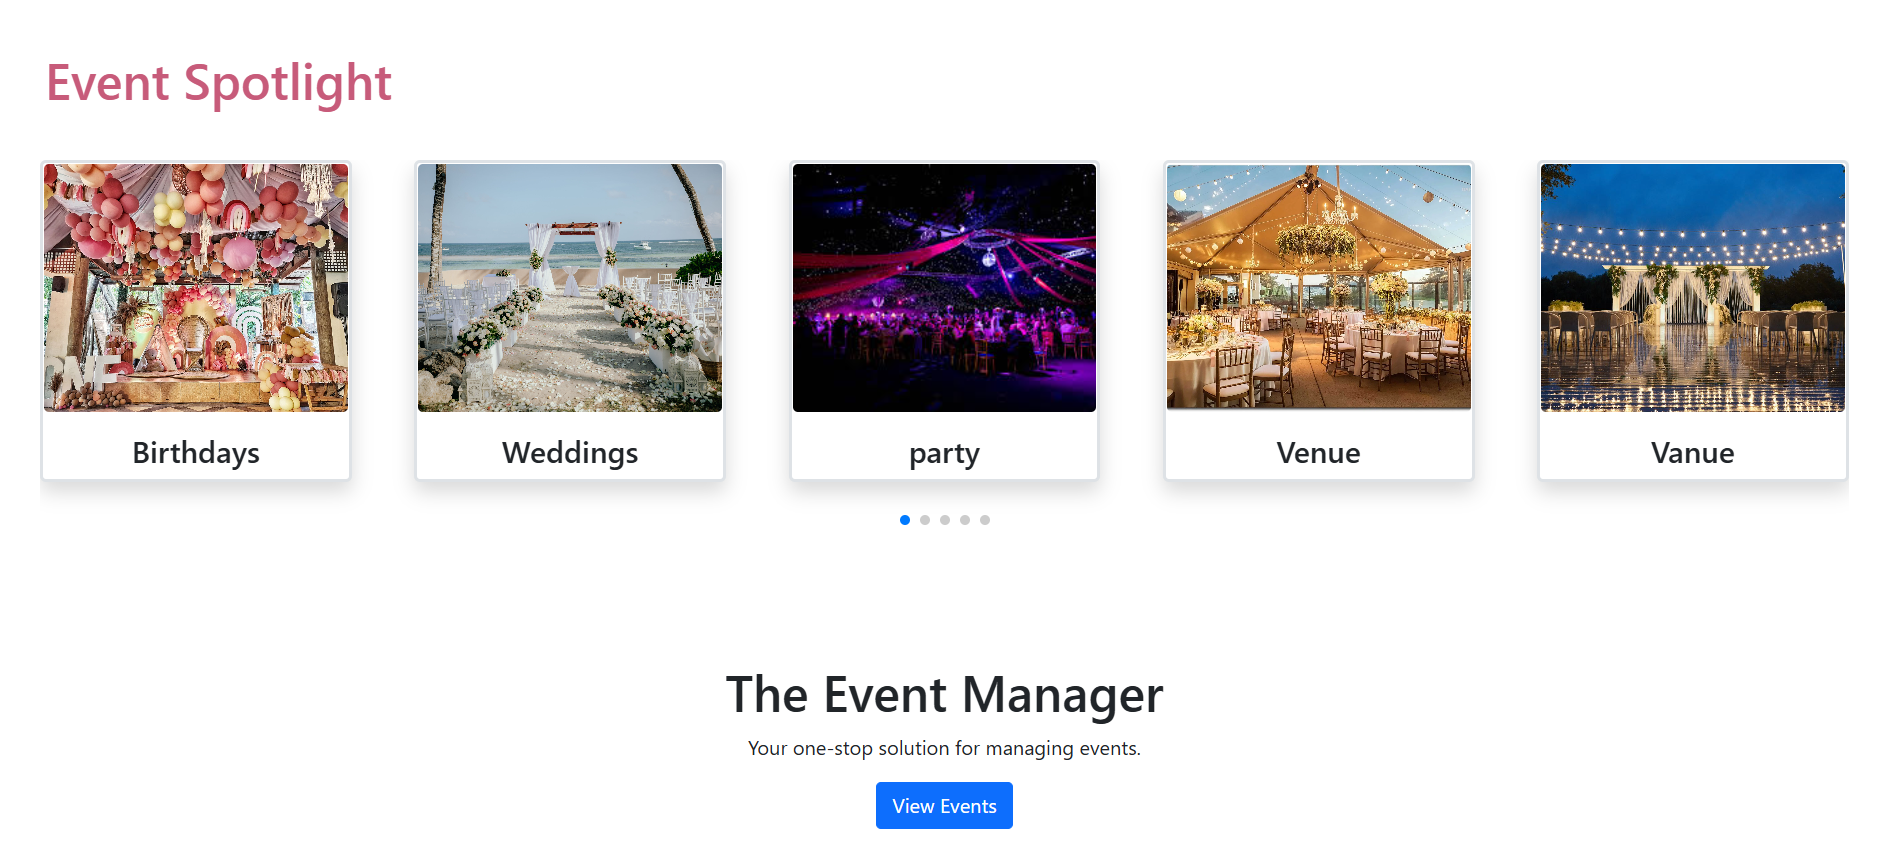 Event Spotlight
Birthdays
Weddings
party
Venue
Vanue
The Event Manager
Your one-stop solution for managing events.
View Events